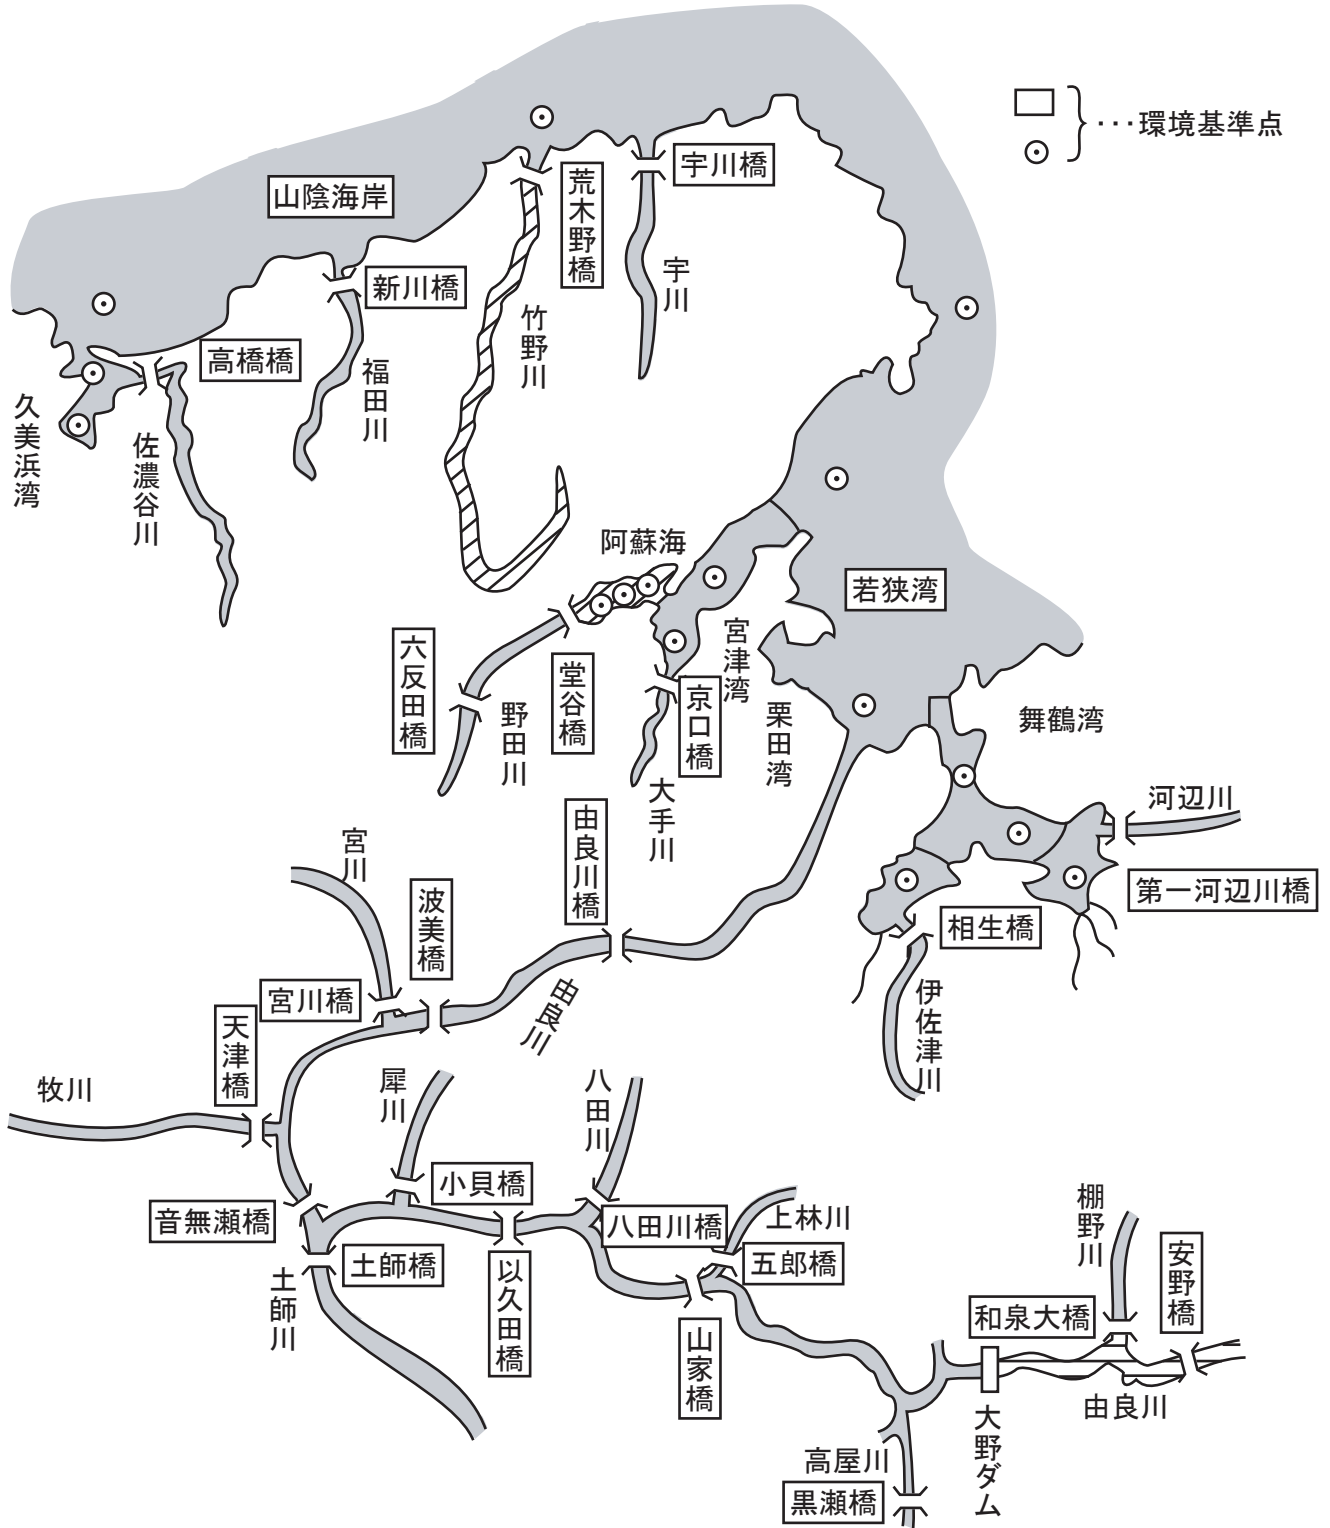 …環境基準点
山陰海岸
荒木野橋
宇川橋
宇川
新川橋
竹野川
高橋橋
福田川
久美浜湾
佐濃谷川
阿蘇海
若狭湾
宮津湾
六反田橋
堂谷橋
京口橋
野田川
栗田湾
舞鶴湾
大手川
河辺川
第一河辺川橋
由良川橋
宮川
波美橋
相生橋
宮川橋
由良川
伊佐津川
天津橋
牧川
犀川
八田川
小貝橋
音無瀬橋
八田川橋
上林川
棚野川
土師橋
五郎橋
安野橋
土師川
以久田橋
和泉大橋
山家橋
由良川
大野ダム
高屋川
黒瀬橋